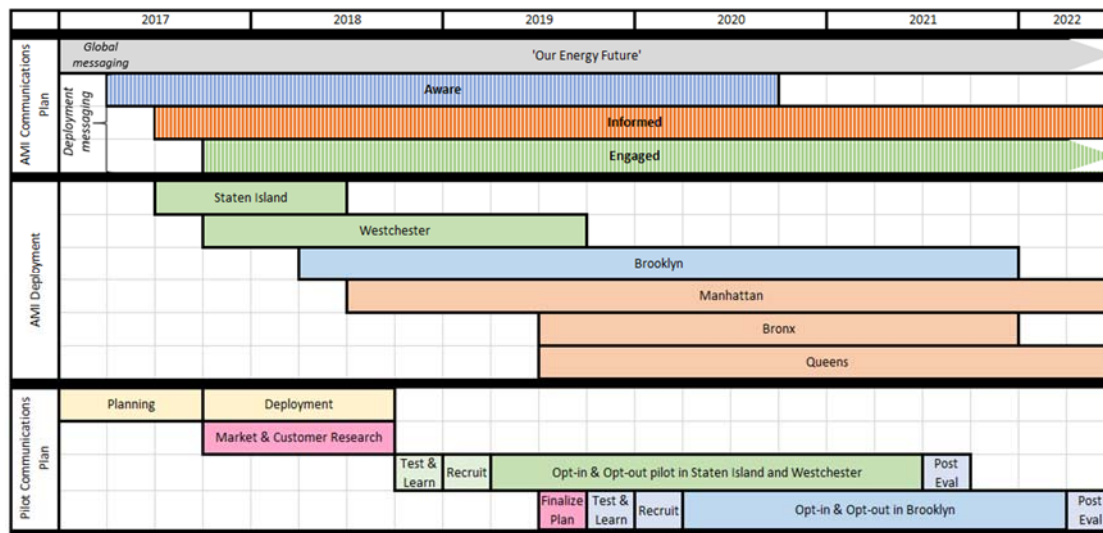 2017 2018 2019 2020 2021 2022
AMI Communications
Plan
Global
messaging
'Our Energy Future'
Deployment
messaging
Aware
Informed
Engaged
AMI Deployment
Staten Island
Westchester
Brooklyn
Manhattan
Bronx
Queens
Pilot Communications
Plan
Planning
Deployment
Market & Customer Research
Test &
Learn
Recruit
Opt-in & Opt-out pilot in Staten Island and Westchester
Post
Eval
Finalize
Plan
Test &
Learn
Recruit
Opt-in & Opt-out in Brooklyn
Post
Eval